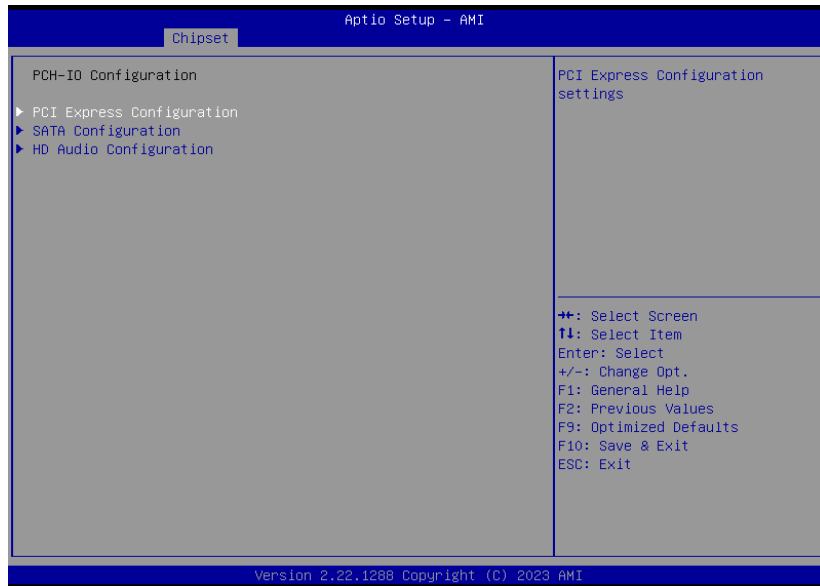 Aptio Setup – AMI
Chipset
PCH-IO Configuration
▶ PCI Express Configuration
▶ SATA Configuration
▶ HD Audio Configuration
PCI Express Configuration
settings
→←: Select Screen
↑↓: Select Item
Enter: Select
+/-: Change Opt.
F1: General Help
F2: Previous Values
F9: Optimized Defaults
F10: Save & Exit
ESC: Exit
Version 2.22.1288 Copyright (C) 2023 AMI